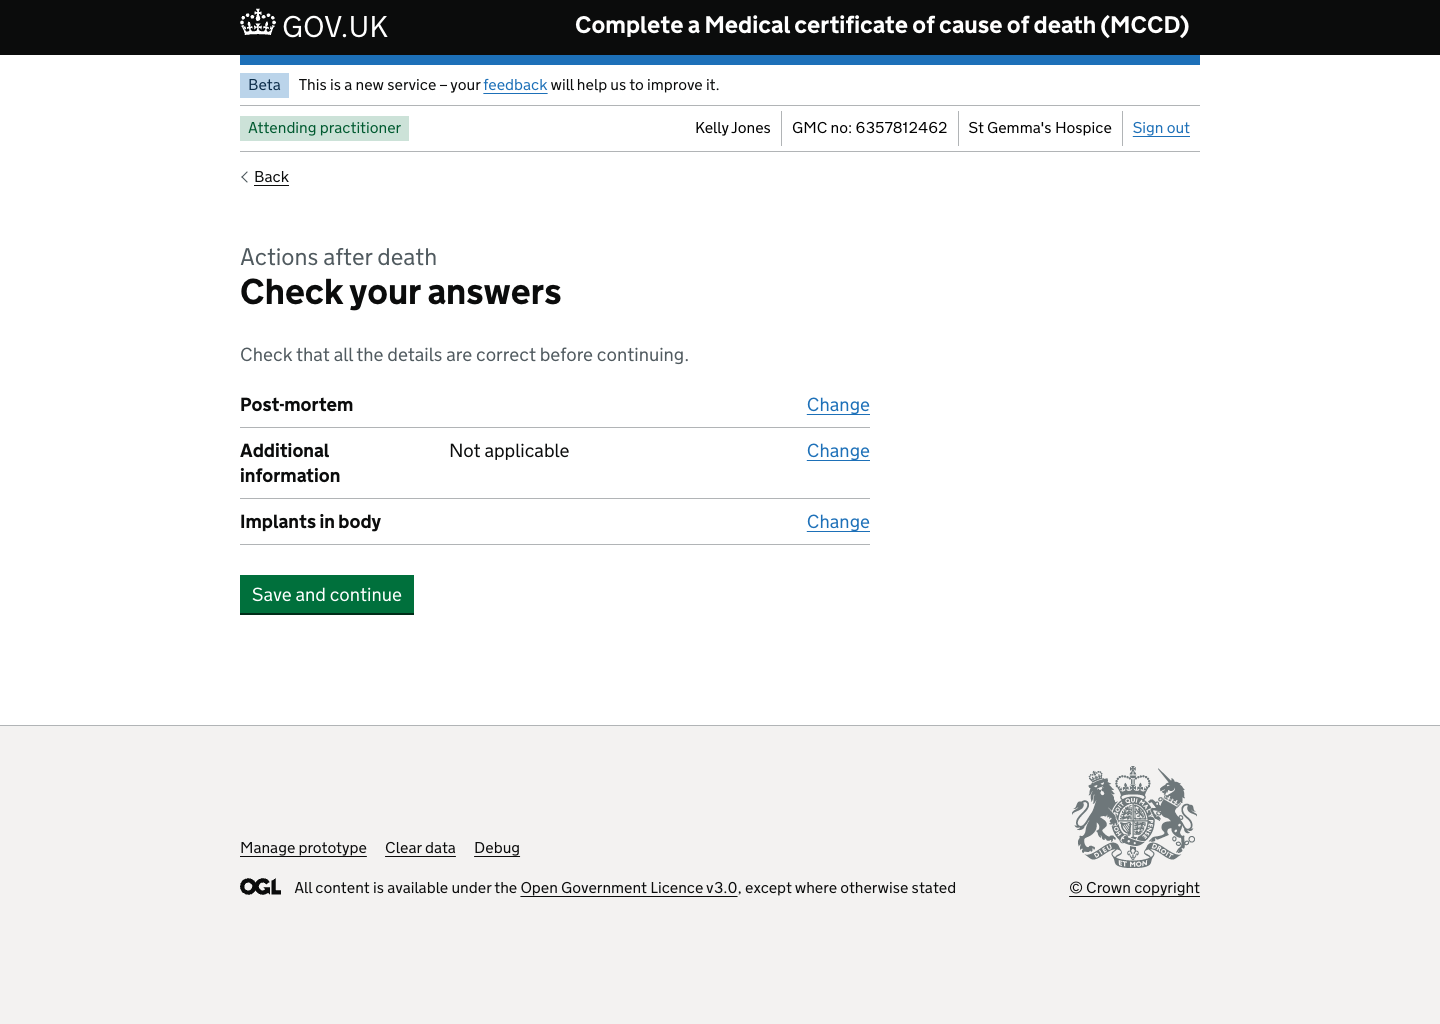 GOV.UK
Complete a Medical certificate of cause of death (MCCD)
Beta This is a new service – your feedback will help us to improve it.
Attending practitioner Kelly Jones GMC no: 6357812462 St Gemma's Hospice Sign out
Back
Actions after death
Check your answers
Check that all the details are correct before continuing.
Post-mortem Change
Additional Not applicable Change
information
Implants in body Change
Save and continue
Manage prototype Clear data Debug
OGL All content is available under the Open Government Licence v3.0, except where otherwise stated
© Crown copyright